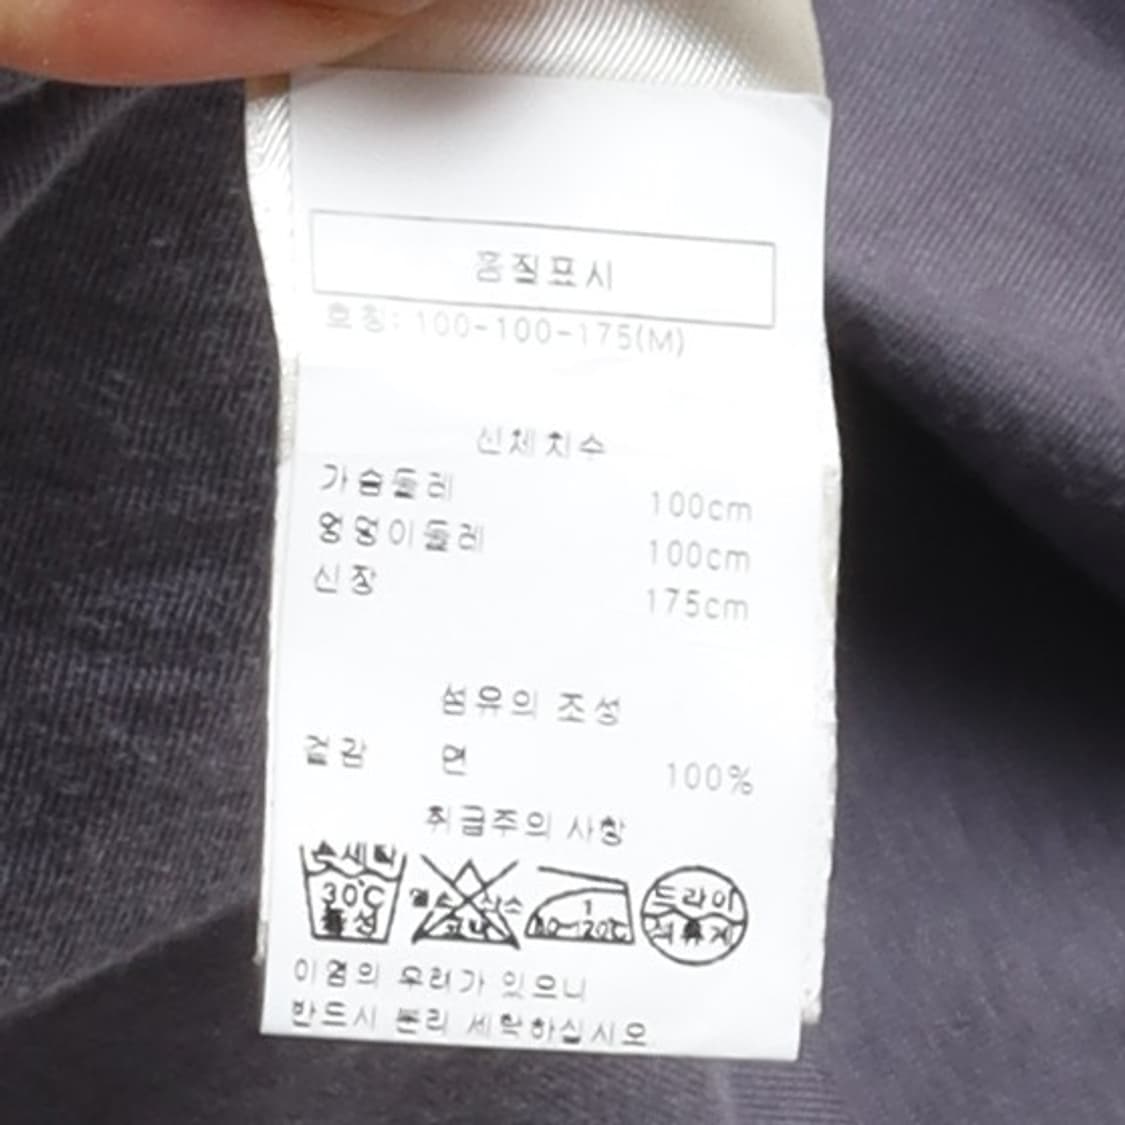 품질표시
호칭: 100-100-175(M)
신체치수
가슴둘레 100cm
엉덩이둘레 100cm
신장 175cm
섬유의 조성
겉감 면 100%
취급주의 사항
손세탁 30℃ 중성
염소 산소 표백
1 80~120℃
드라이 석유계
이염의 우려가 있으니
반드시 분리 세탁하십시오